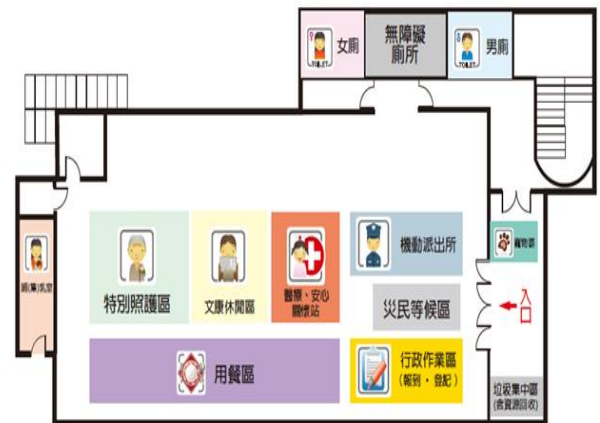 女廁
無障礙
廁所
男廁
TOILET
TOILET
哺(集)乳室
特別照護區
文康休閒區
醫療、安心
關懷站
機動派出所
寵物區
災民等候區
入口
用餐區
行政作業區
(報到・登記)
垃圾集中區
(含資源回收)